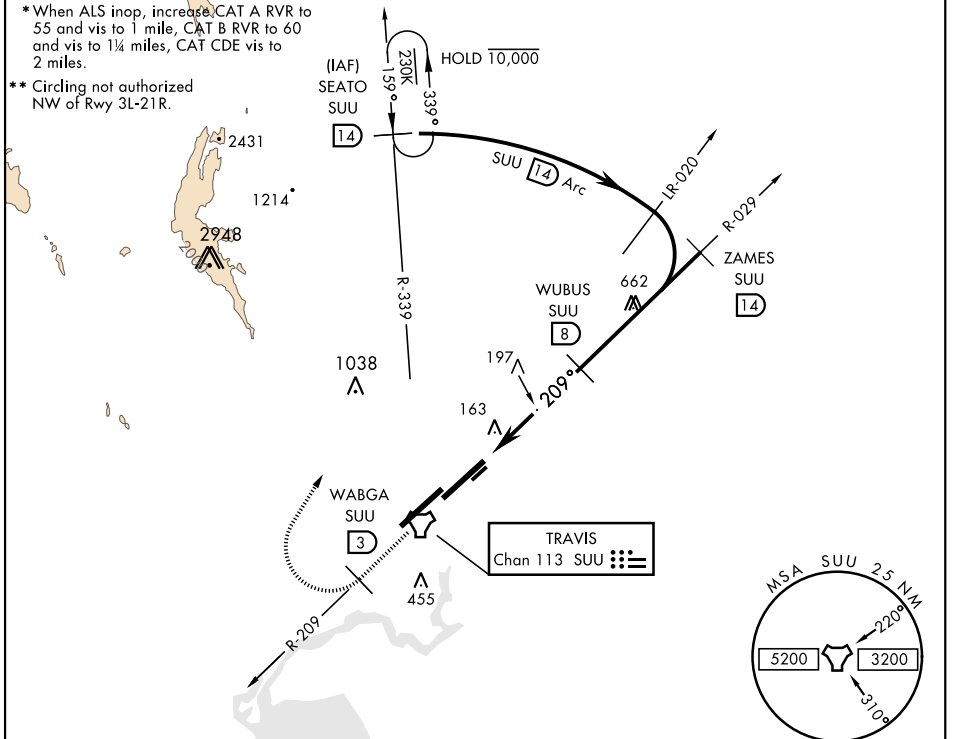 * When ALS inop, increase CAT A RVR to
55 and vis to 1 mile, CAT B RVR to 60
and vis to 1¼ miles, CAT CDE vis to
2 miles.
** Circling not authorized
NW of Rwy 3L-21R.
(IAF)
SEATO
SUU
14
230K
159°
339°
HOLD 10,000
2431
1214
2948
SUU 14 Arc
LR-020
R-029
ZAMES
SUU
14
662
WUBUS
SUU
8
R-339
1038
197
209°
163
WABGA
SUU
3
TRAVIS
Chan 113 SUU
455
R-209
MSA SUU 25 NM
220°
5200
3200
310°